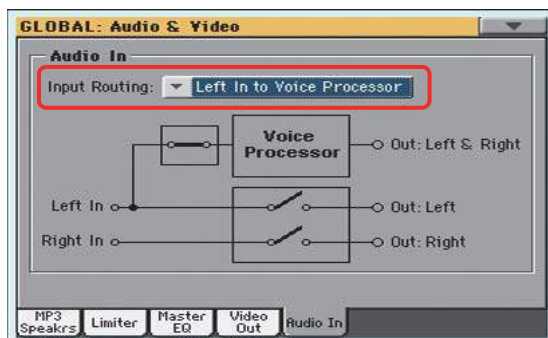 GLOBAL: Audio & Video
Audio In
Input Routing: Left In to Voice Processor
Voice
Processor
Out: Left & Right
Left In
Out: Left
Right In
Out: Right
MP3
Speakrs
Limiter
Master
EQ
Video
Out
Audio In